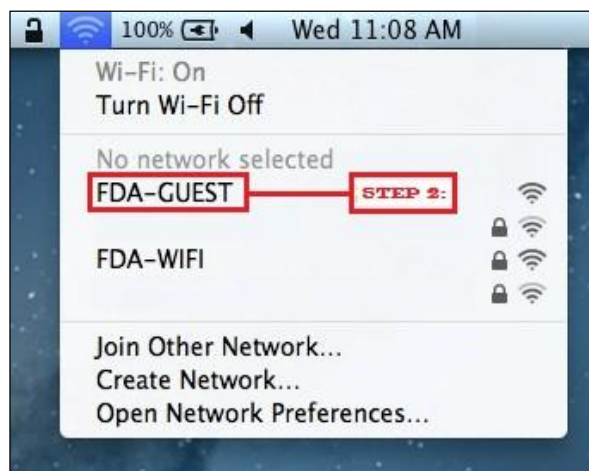 100% Wed 11:08 AM
Wi-Fi: On
Turn Wi-Fi Off
No network selected
FDA-GUEST STEP 2:
FDA-WIFI
Join Other Network...
Create Network...
Open Network Preferences...